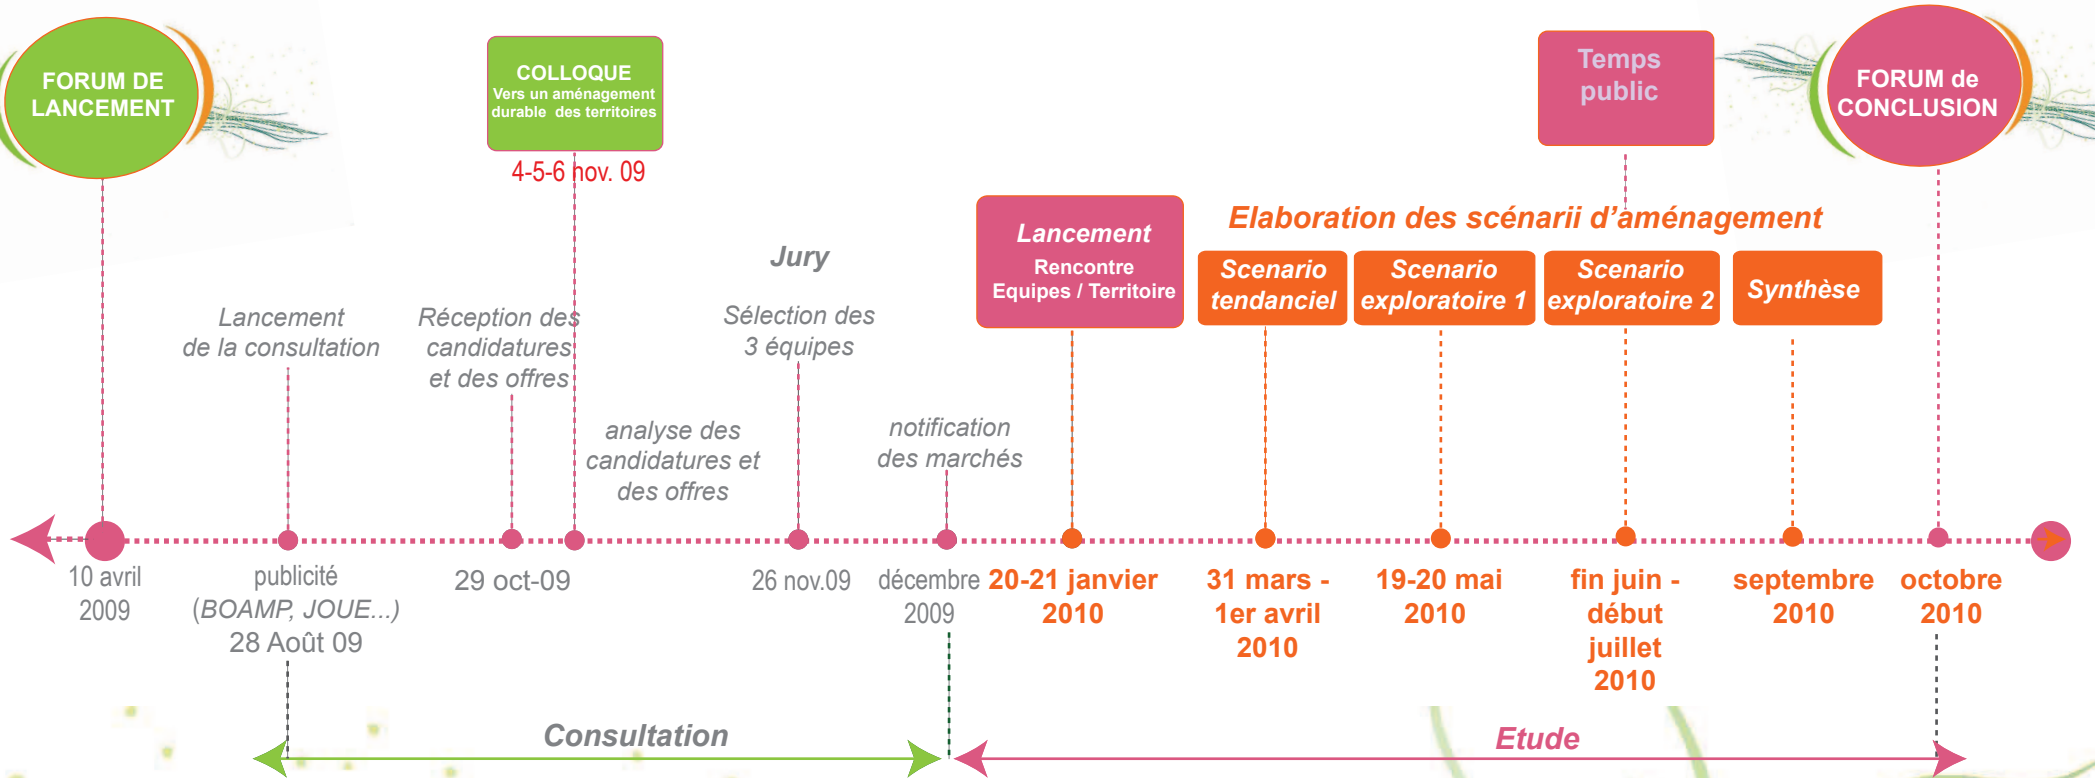 FORUM DE
LANCEMENT
COLLOQUE
Vers un aménagement
durable des territoires
4-5-6 nov. 09
Temps
public
FORUM de
CONCLUSION
Lancement
de la consultation
Réception des
candidatures
et des offres
analyse des
candidatures et
des offres
Jury
Sélection des
3 équipes
notification
des marchés
Lancement
Rencontre
Equipes / Territoire
Elaboration des scénarii d'aménagement
Scenario
tendanciel
Scenario
exploratoire 1
Scenario
exploratoire 2
Synthèse
10 avril
2009
publicité
(BOAMP, JOUE...)
28 Août 09
29 oct-09
26 nov.09
décembre
2009
20-21 janvier
2010
31 mars -
1er avril
2010
19-20 mai
2010
fin juin -
début
juillet
2010
septembre
2010
octobre
2010
Consultation
Etude